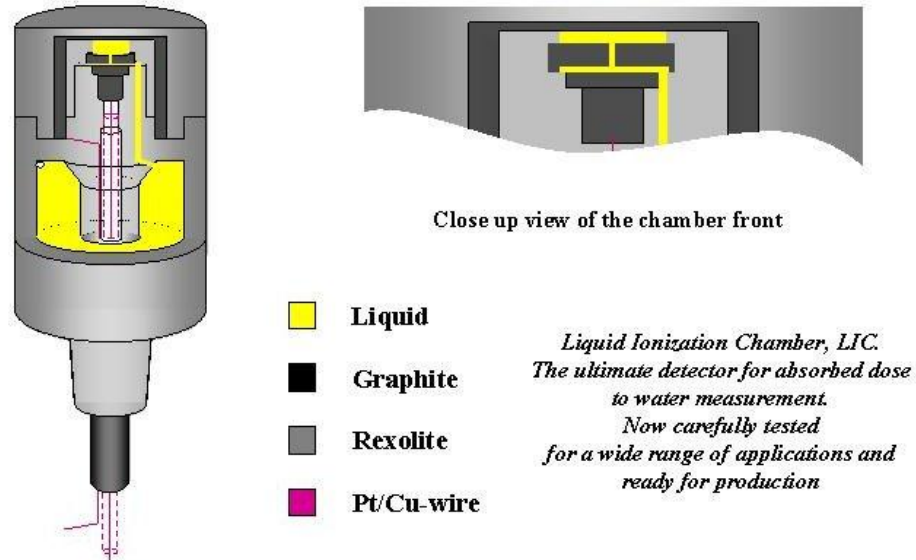 Close up view of the chamber front
Liquid
Graphite
Rexolite
Pt/Cu-wire
Liquid Ionization Chamber, LIC.
The ultimate detector for absorbed dose
to water measurement.
Now carefully tested
for a wide range of applications and
ready for production